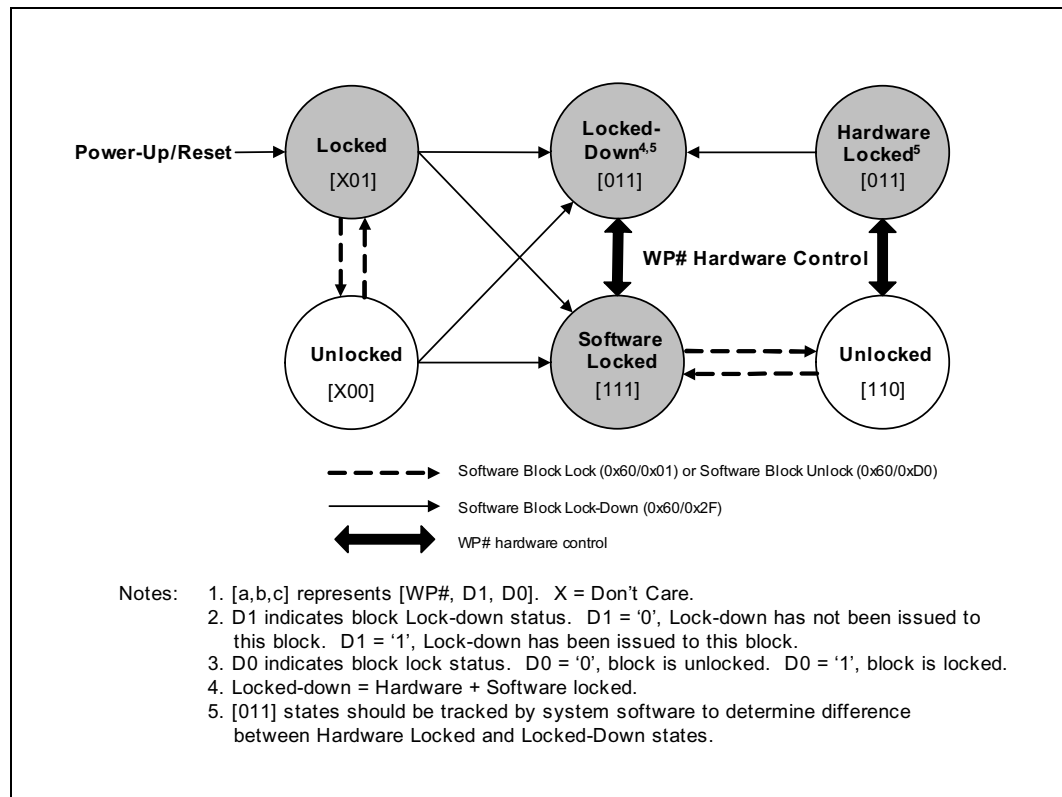 Power-Up/Reset
Locked
[X01]
Locked-
Down4,5
[011]
Hardware
Locked5
[011]
WP# Hardware Control
Unlocked
[X00]
Software
Locked
[111]
Unlocked
[110]
Software Block Lock (0x60/0x01) or Software Block Unlock (0x60/0xD0)
Software Block Lock-Down (0x60/0x2F)
WP# hardware control
Notes: 1. [a,b,c] represents [WP#, D1, D0]. X = Don't Care.
2. D1 indicates block Lock-down status. D1 = ‘0’, Lock-down has not been issued to
this block. D1 = ‘1’, Lock-down has been issued to this block.
3. D0 indicates block lock status. D0 = ‘0’, block is unlocked. D0 = ‘1’, block is locked.
4. Locked-down = Hardware + Software locked.
5. [011] states should be tracked by system software to determine difference
between Hardware Locked and Locked-Down states.